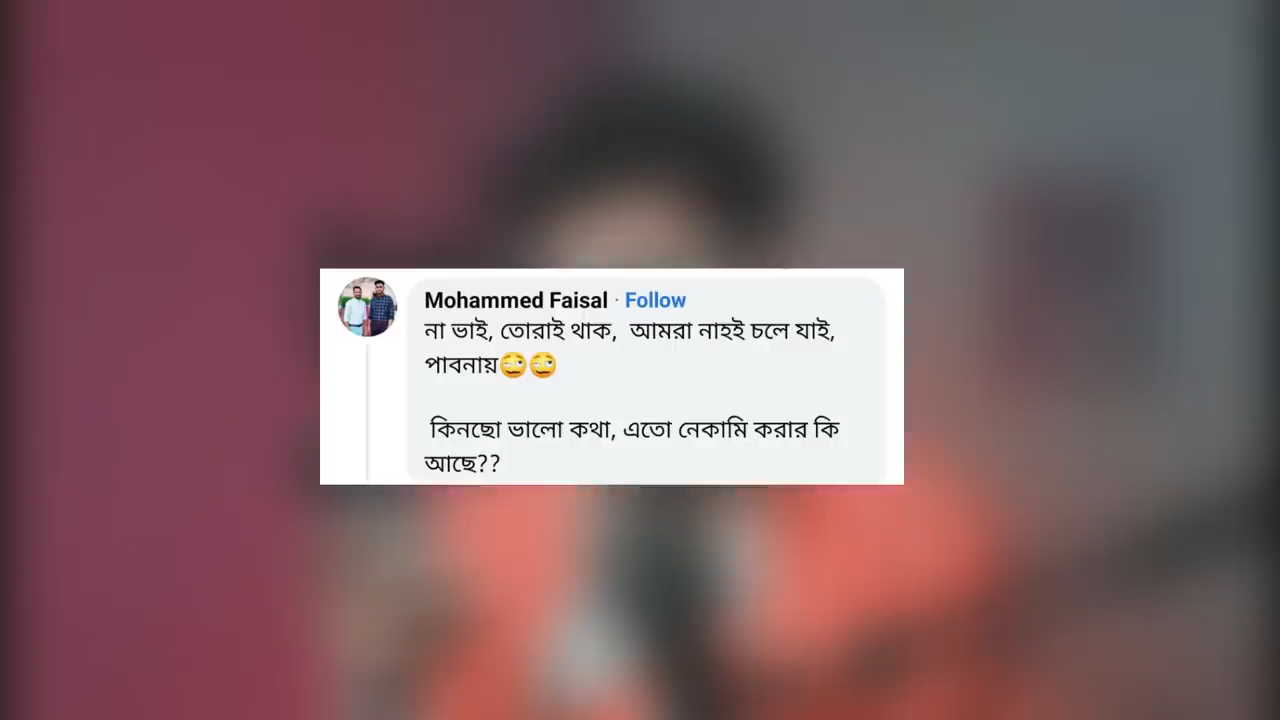 Mohammed Faisal · Follow
না ভাই, তোরাই থাক, আমরা নাহই চলে যাই,
পাবনায়🙄🙄
কিনছো ভালো কথা, এতো নেকামি করার কি
আছে??